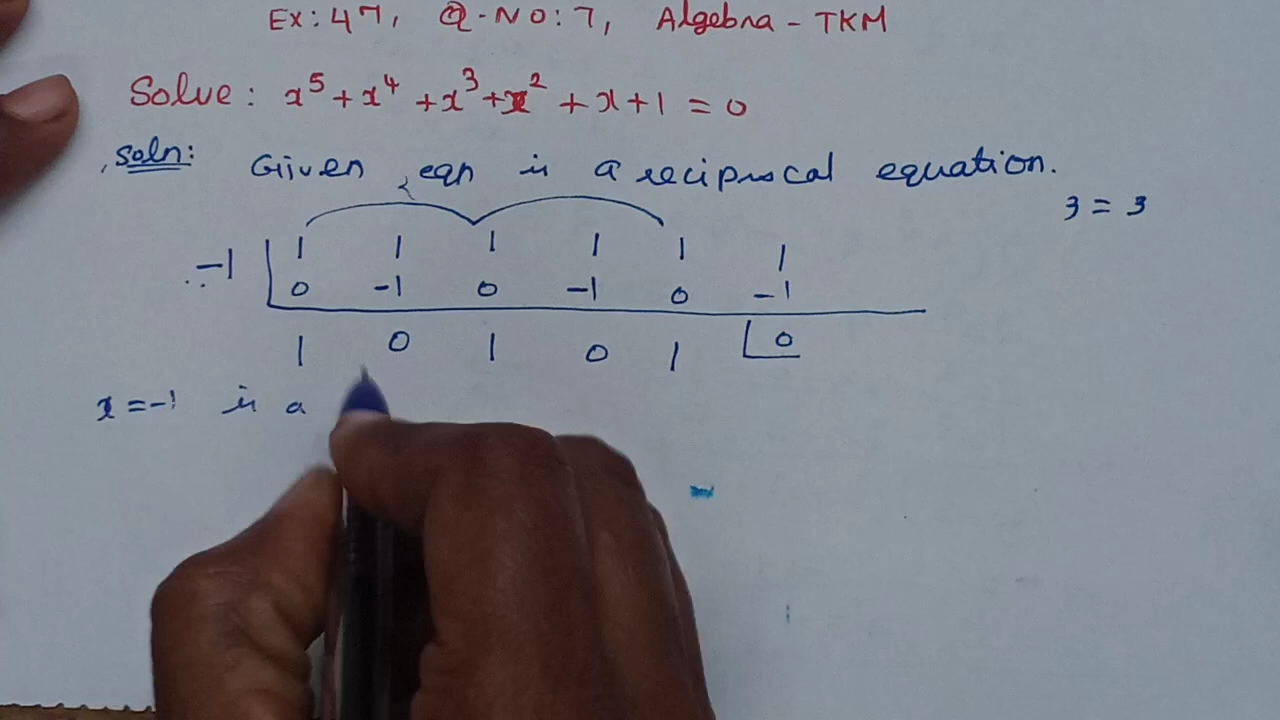 Ex: 47, Q-No: 7, Algebra - TKM
Solve: x⁵ + x⁴ + x³ + x² + x + 1 = 0
soln: Given eqn is a reciprocal equation.
3 = 3
-1 | 1 1 1 1 1 1
0 -1 0 -1 0 -1
1 0 1 0 1 | 0
x = -1 is a